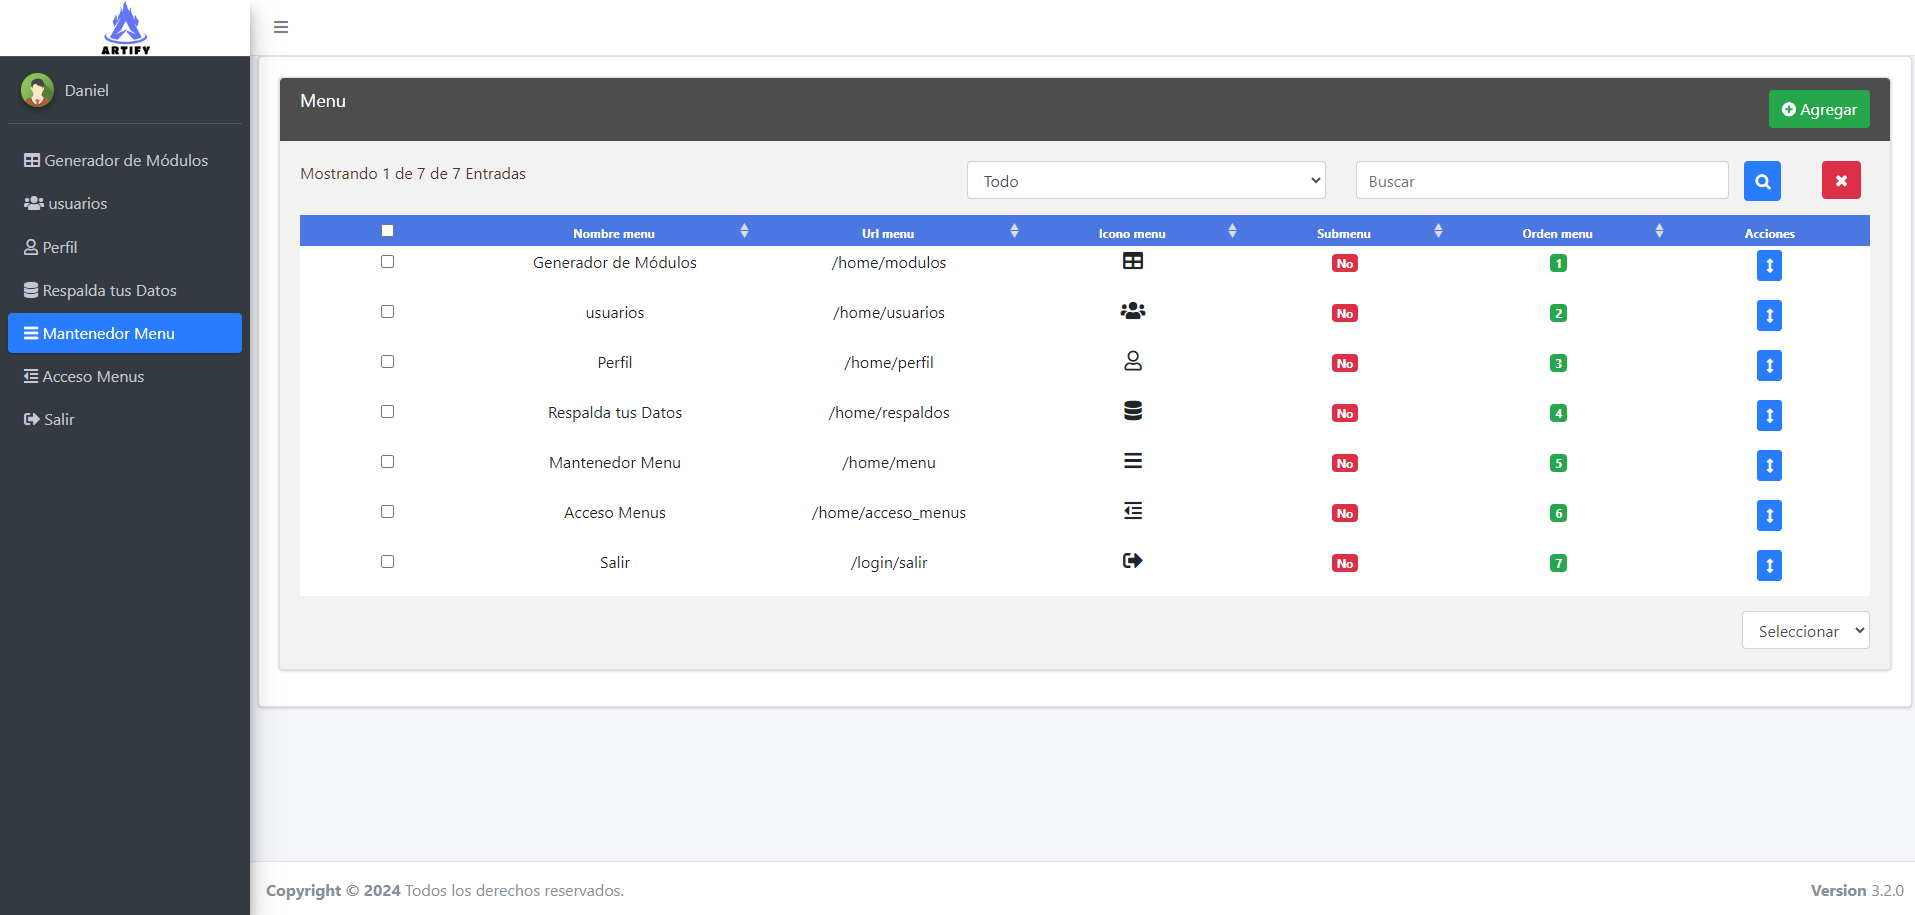 ARTIFY
Daniel
Generador de Módulos
usuarios
Perfil
Respalda tus Datos
Mantenedor Menu
Acceso Menus
Salir
Menu
Agregar
Mostrando 1 de 7 de 7 Entradas
Todo
Buscar
Nombre menu Url menu Icono menu Submenu Orden menu Acciones
Generador de Módulos /home/modulos No 1
usuarios /home/usuarios No 2
Perfil /home/perfil No 3
Respalda tus Datos /home/respaldos No 4
Mantenedor Menu /home/menu No 5
Acceso Menus /home/acceso_menus No 6
Salir /login/salir No 7
Seleccionar
Copyright © 2024 Todos los derechos reservados.
Version 3.2.0